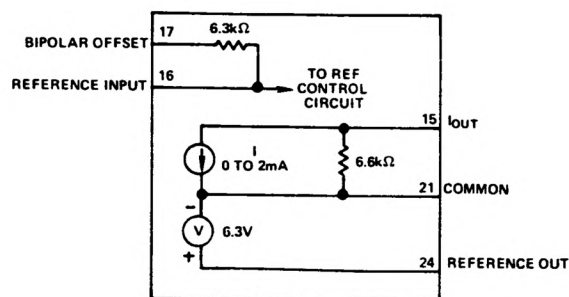 17
6.3kΩ
BIPOLAR OFFSET
16
REFERENCE INPUT
TO REF
CONTROL
CIRCUIT
15
IOUT
I
0 TO 2mA
6.6kΩ
21
COMMON
-
V
6.3V
+
24
REFERENCE OUT